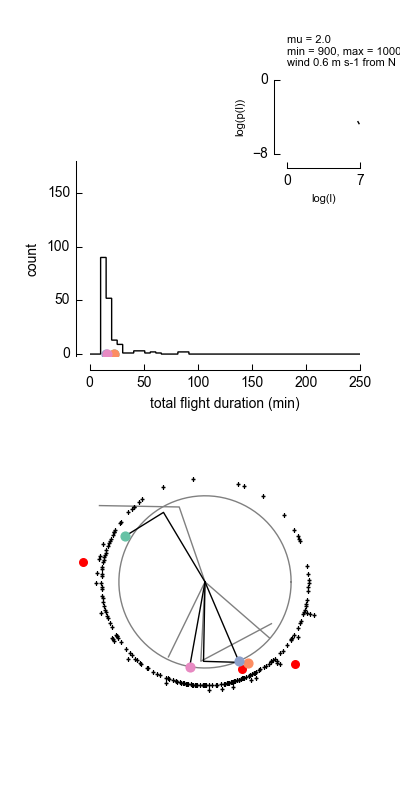 mu = 2.0
min = 900, max = 1000
wind 0.6 m s-1 from N
0
log(p(l))
−8
0 7
log(l)
150
100
count
50
0
0 50 100 150 200 250
total flight duration (min)